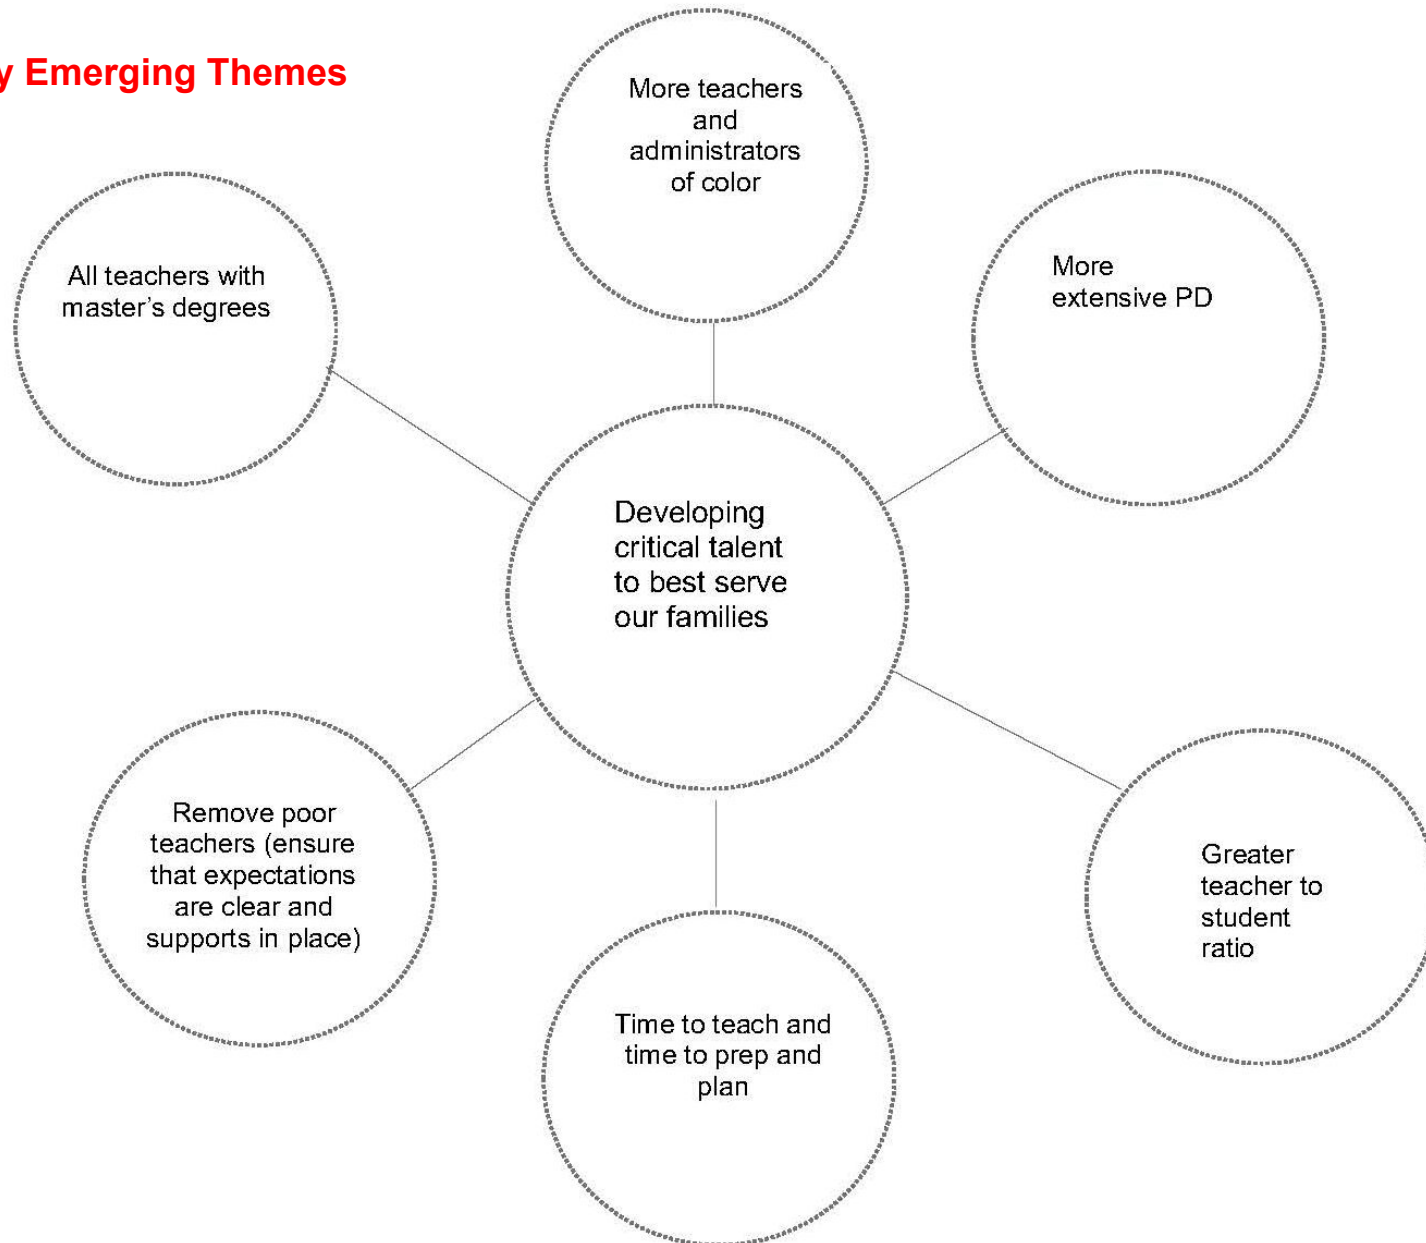 y Emerging Themes
More teachers
and
administrators
of color
All teachers with
master's degrees
More
extensive PD
Developing
critical talent
to best serve
our families
Remove poor
teachers (ensure
that expectations
are clear and
supports in place)
Greater
teacher to
student
ratio
Time to teach and
time to prep and
plan